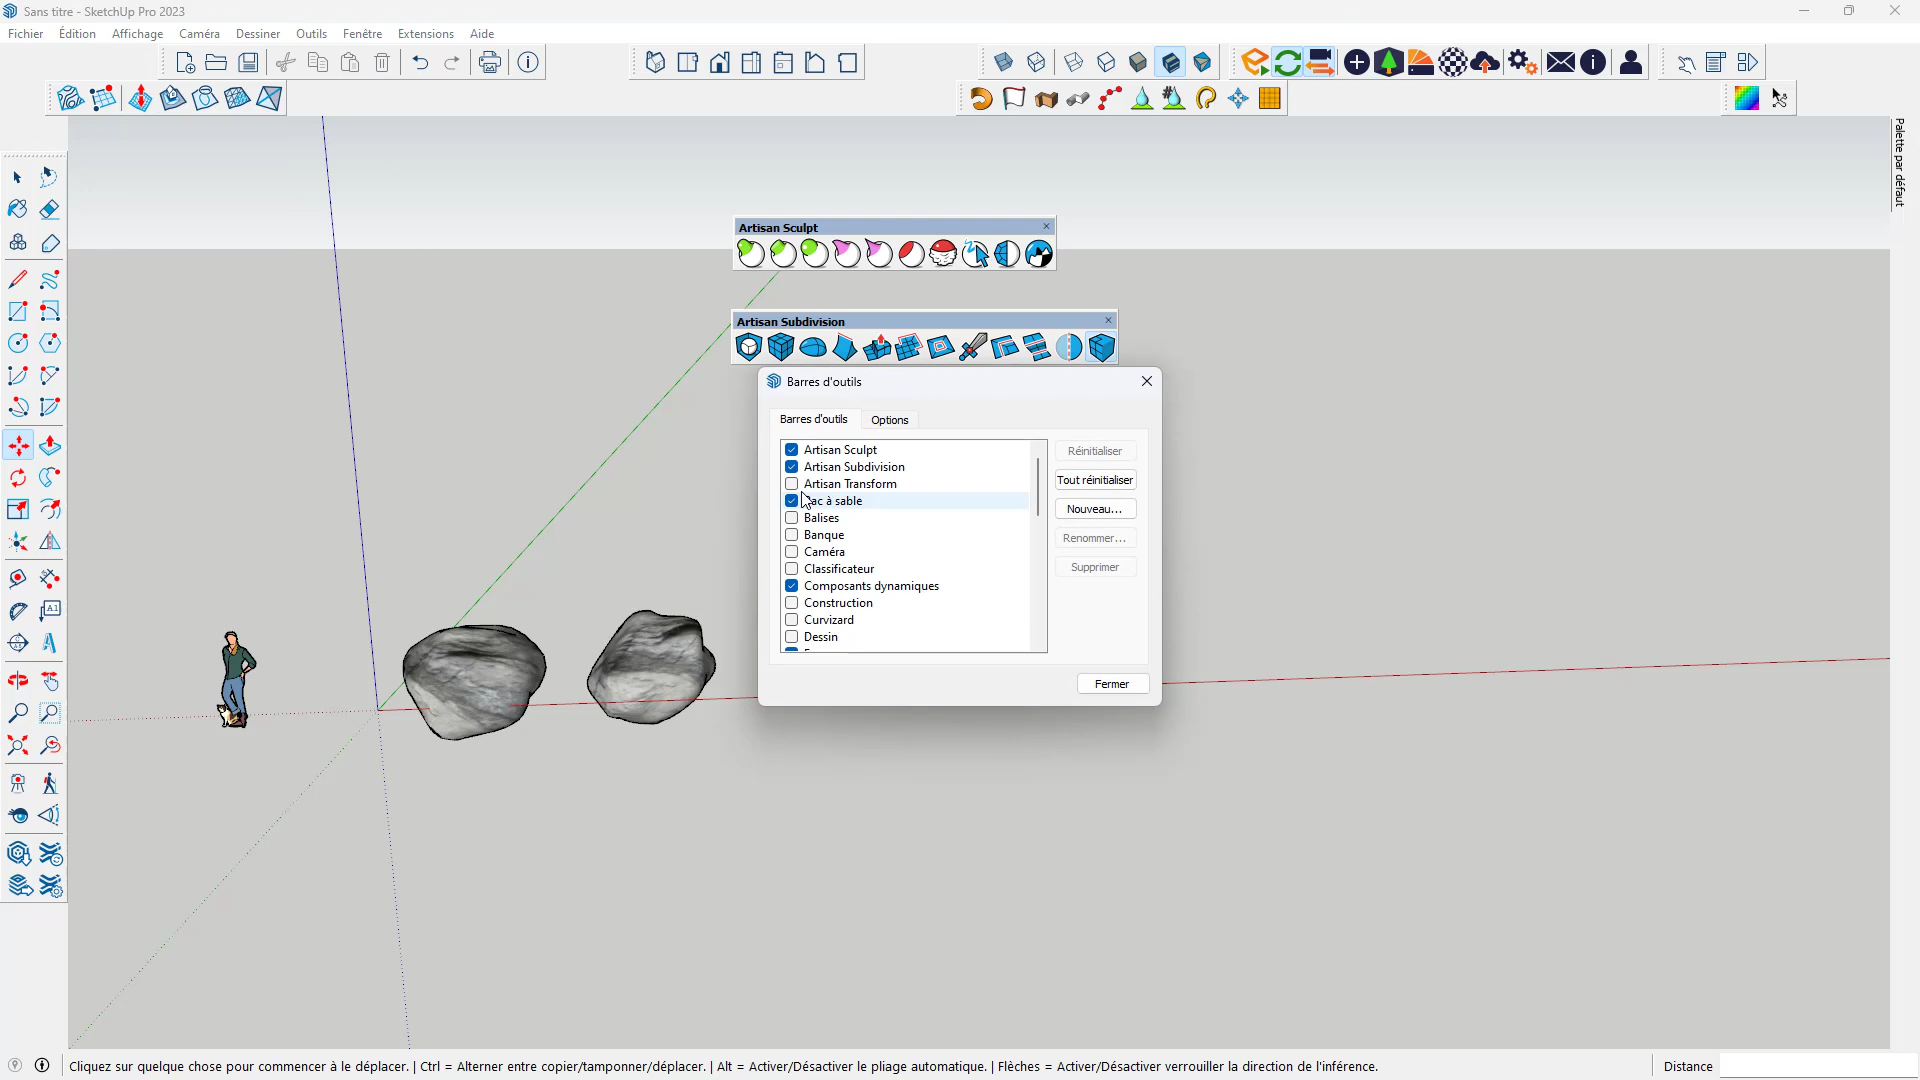 Sans titre - SketchUp Pro 2023
Fichier Édition Affichage Caméra Dessiner Outils Fenêtre Extensions Aide
Palette par défaut
Artisan Sculpt
Artisan Subdivision
Barres d'outils
Barres d'outils Options
Artisan Sculpt
Artisan Subdivision
Artisan Transform
ac à sable
Balises
Banque
Caméra
Classificateur
Composants dynamiques
Construction
Curvizard
Dessin
Réinitialiser
Tout réinitialiser
Nouveau...
Renommer...
Supprimer
Fermer
Cliquez sur quelque chose pour commencer à le déplacer. | Ctrl = Alterner entre copier/tamponner/déplacer. | Alt = Activer/Désactiver le pliage automatique. | Flèches = Activer/Désactiver verrouiller la direction de l'inférence.
Distance